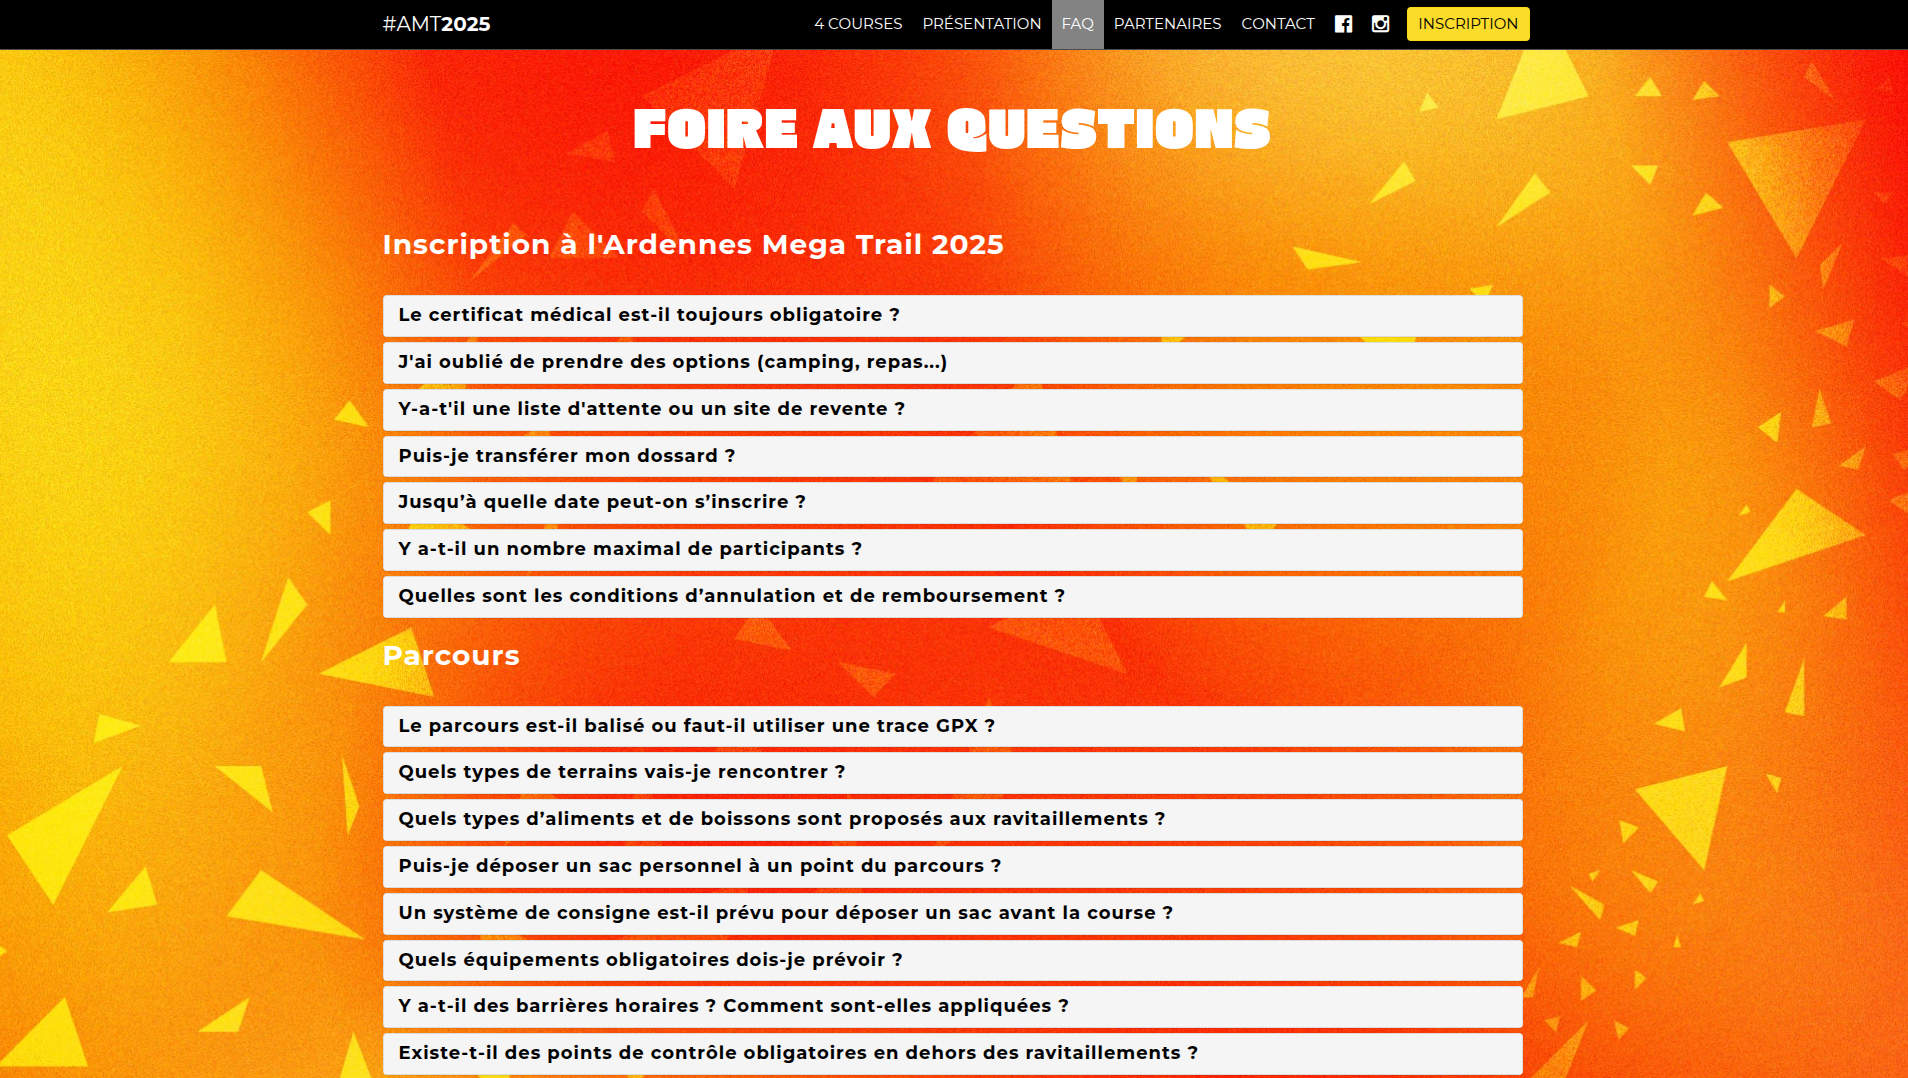 #AMT2025
4 COURSES PRÉSENTATION FAQ PARTENAIRES CONTACT INSCRIPTION
FOIRE AUX QUESTIONS
Inscription à l'Ardennes Mega Trail 2025
Le certificat médical est-il toujours obligatoire ?
J'ai oublié de prendre des options (camping, repas...)
Y-a-t'il une liste d'attente ou un site de revente ?
Puis-je transférer mon dossard ?
Jusqu’à quelle date peut-on s’inscrire ?
Y a-t-il un nombre maximal de participants ?
Quelles sont les conditions d’annulation et de remboursement ?
Parcours
Le parcours est-il balisé ou faut-il utiliser une trace GPX ?
Quels types de terrains vais-je rencontrer ?
Quels types d’aliments et de boissons sont proposés aux ravitaillements ?
Puis-je déposer un sac personnel à un point du parcours ?
Un système de consigne est-il prévu pour déposer un sac avant la course ?
Quels équipements obligatoires dois-je prévoir ?
Y a-t-il des barrières horaires ? Comment sont-elles appliquées ?
Existe-t-il des points de contrôle obligatoires en dehors des ravitaillements ?